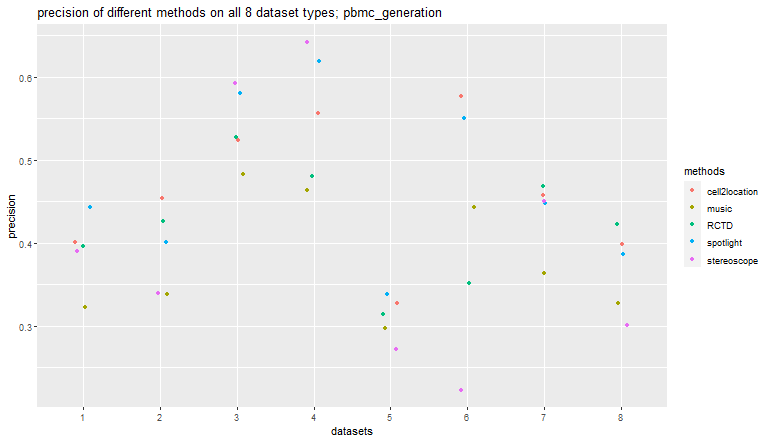 precision of different methods on all 8 dataset types; pbmc_generation
0.6
0.5
0.4
0.3
precision
1 2 3 4 5 6 7 8
datasets
methods
cell2location
music
RCTD
spotlight
stereoscope